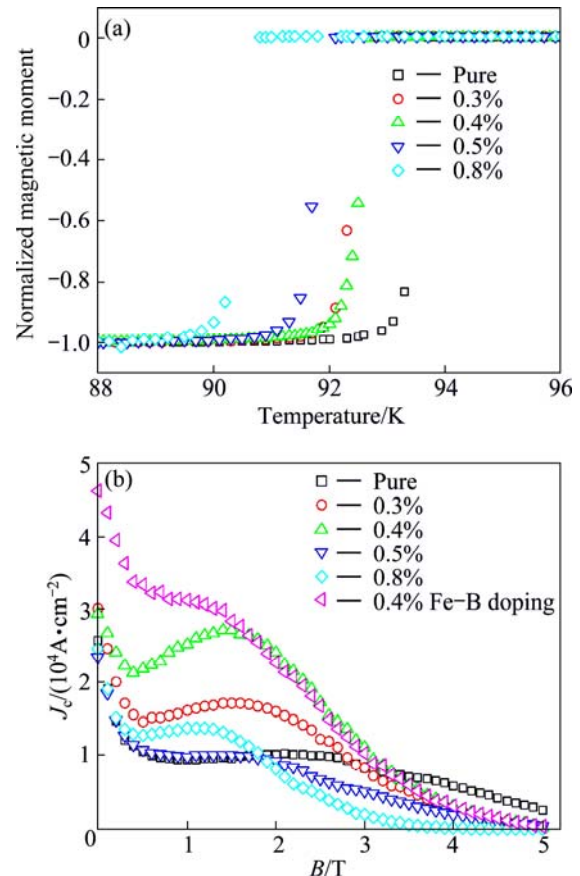 (a)
0
−0.2
−0.4
−0.6
−0.8
−1.0
Normalized magnetic moment
— Pure
— 0.3%
— 0.4%
— 0.5%
— 0.8%
88 90 92 94 96
Temperature/K
(b)
5
4
3
2
1
0
Jc/(10⁴A•cm⁻²)
— Pure
— 0.3%
— 0.4%
— 0.5%
— 0.8%
— 0.4% Fe−B doping
0 1 2 3 4 5
B/T